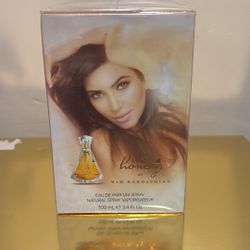 honey
BY
KIM KARDASHIAN
EAU DE PARFUM SPRAY
NATURAL SPRAY VAPORISATEUR
100 mL ℮ 3.4 fl oz